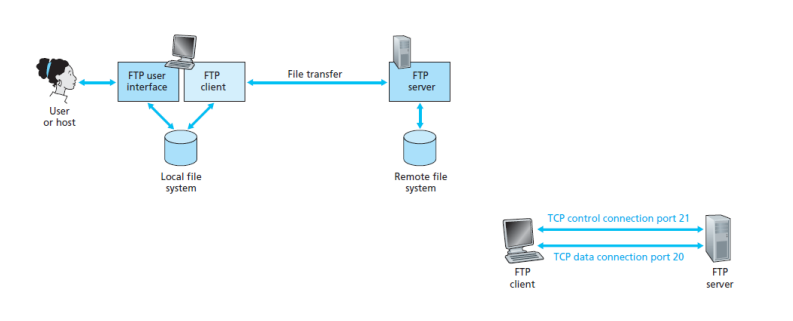 FTP user
interface
FTP
client
File transfer
FTP
server
User
or host
Local file
system
Remote file
system
TCP control connection port 21
TCP data connection port 20
FTP
client
FTP
server